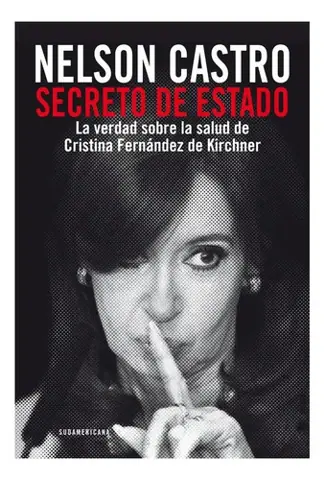 NELSON CASTRO
SECRETO DE ESTADO
La verdad sobre la salud de
Cristina Fernández de Kirchner
SUDAMERICANA